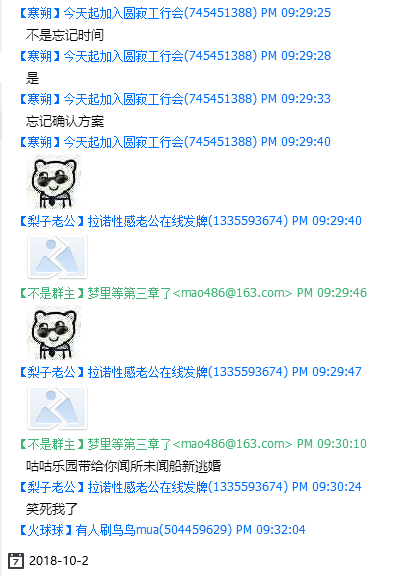 【寒朔】今天起加入圆寂工行会(745451388) PM 09:29:25
不是忘记时间
【寒朔】今天起加入圆寂工行会(745451388) PM 09:29:28
是
【寒朔】今天起加入圆寂工行会(745451388) PM 09:29:33
忘记确认方案
【寒朔】今天起加入圆寂工行会(745451388) PM 09:29:40
【梨子老公】拉诺性感老公在线发牌(1335593674) PM 09:29:40
【不是群主】梦里等第三章了<mao486@163.com> PM 09:29:46
【梨子老公】拉诺性感老公在线发牌(1335593674) PM 09:29:47
【不是群主】梦里等第三章了<mao486@163.com> PM 09:30:10
咕咕乐园带给你闻所未闻船新逃婚
【梨子老公】拉诺性感老公在线发牌(1335593674) PM 09:30:24
笑死我了
【火球球】有人刷鸟鸟mua(504459629) PM 09:32:04
7 2018-10-2